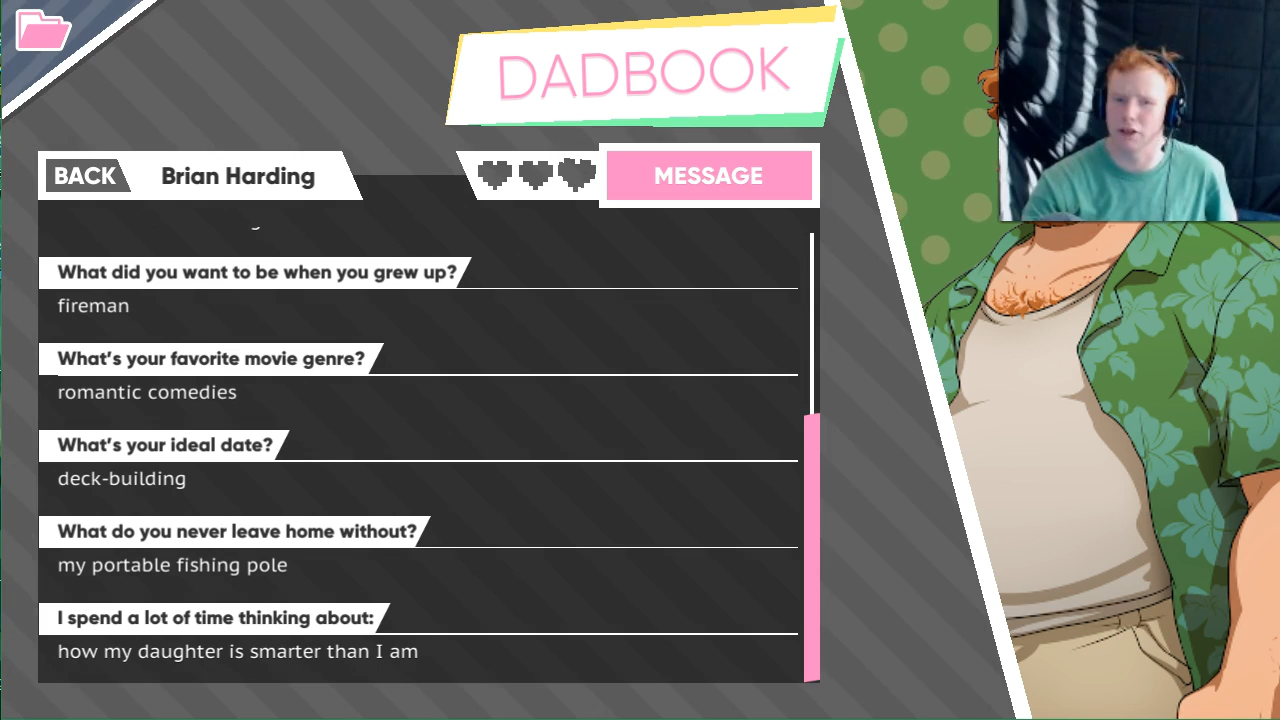 DADBOOK
BACK
Brian Harding
MESSAGE
What did you want to be when you grew up?
fireman
What's your favorite movie genre?
romantic comedies
What's your ideal date?
deck-building
What do you never leave home without?
my portable fishing pole
I spend a lot of time thinking about:
how my daughter is smarter than I am